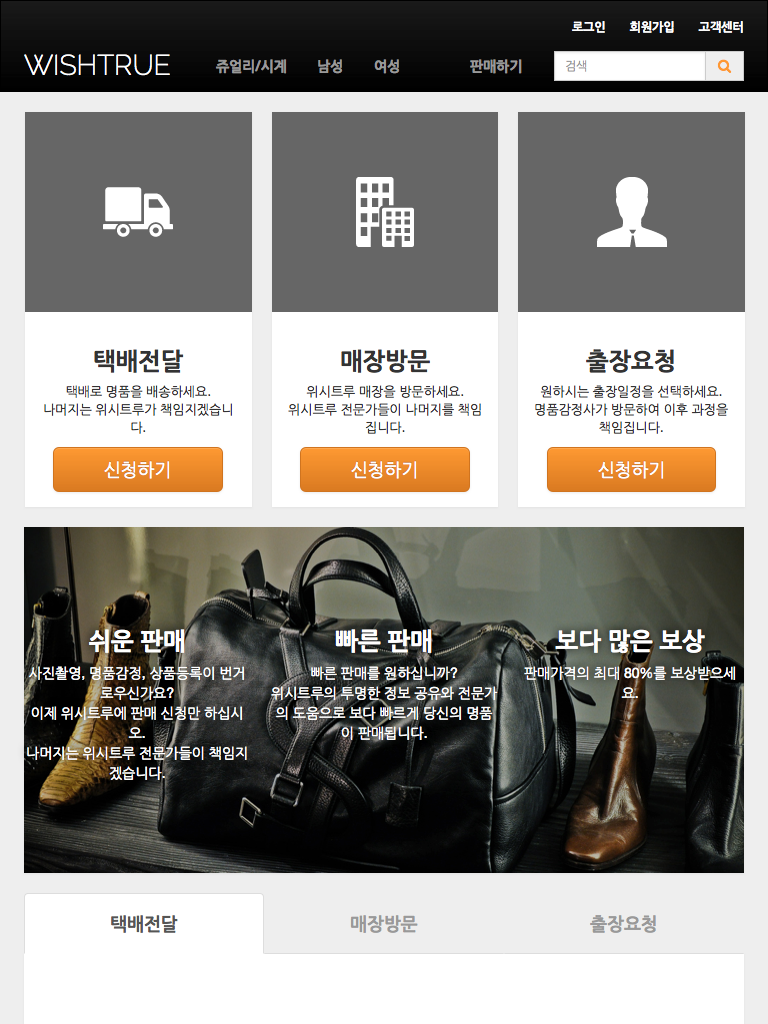 로그인 회원가입 고객센터
WISHTRUE 쥬얼리/시계 남성 여성 판매하기 검색
택배전달
택배로 명품을 배송하세요.
나머지는 위시트루가 책임지겠습니
다.
신청하기
매장방문
위시트루 매장을 방문하세요.
위시트루 전문가들이 나머지를 책임
집니다.
신청하기
출장요청
원하시는 출장일정을 선택하세요.
명품감정사가 방문하여 이후 과정을
책임집니다.
신청하기
쉬운 판매
사진촬영, 명품감정, 상품등록이 번거
로우신가요?
이제 위시트루에 판매 신청만 하십시
오.
나머지는 위시트루 전문가들이 책임지
겠습니다.
빠른 판매
빠른 판매를 원하십니까?
위시트루의 투명한 정보 공유와 전문가
의 도움으로 보다 빠르게 당신의 명품
이 판매됩니다.
보다 많은 보상
판매가격의 최대 80%를 보상받으세
요.
택배전달 매장방문 출장요청